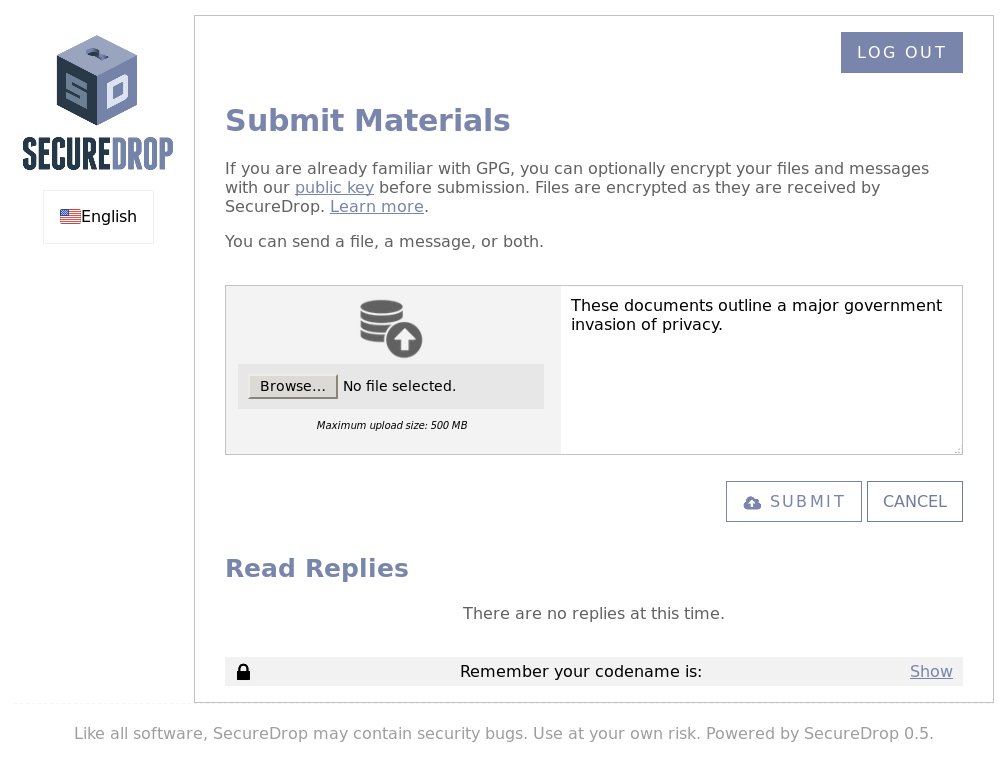 SD
SECUREDROP
English
LOG OUT
Submit Materials
If you are already familiar with GPG, you can optionally encrypt your files and messages
with our public key before submission. Files are encrypted as they are received by
SecureDrop. Learn more.
You can send a file, a message, or both.
Browse... No file selected.
Maximum upload size: 500 MB
These documents outline a major government
invasion of privacy.
SUBMIT CANCEL
Read Replies
There are no replies at this time.
Remember your codename is: Show
Like all software, SecureDrop may contain security bugs. Use at your own risk. Powered by SecureDrop 0.5.